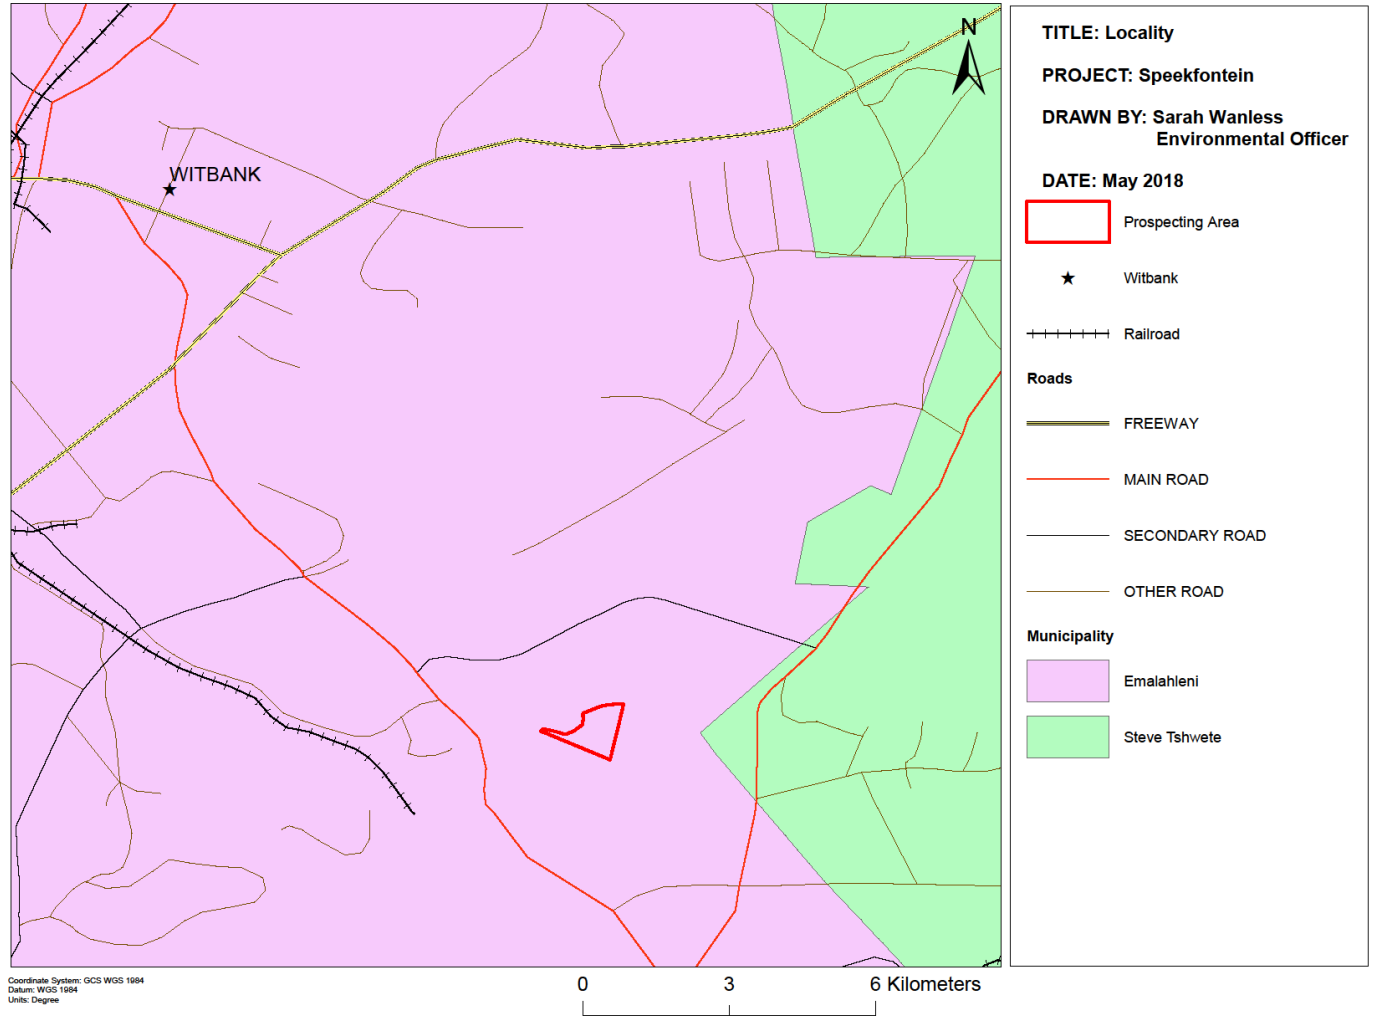 N
WITBANK
TITLE: Locality
PROJECT: Speekfontein
DRAWN BY: Sarah Wanless
Environmental Officer
DATE: May 2018
Prospecting Area
Witbank
Railroad
Roads
FREEWAY
MAIN ROAD
SECONDARY ROAD
OTHER ROAD
Municipality
Emalahleni
Steve Tshwete
Coordinate System: GCS WGS 1984
Datum: WGS 1984
Units: Degree
0 3 6 Kilometers